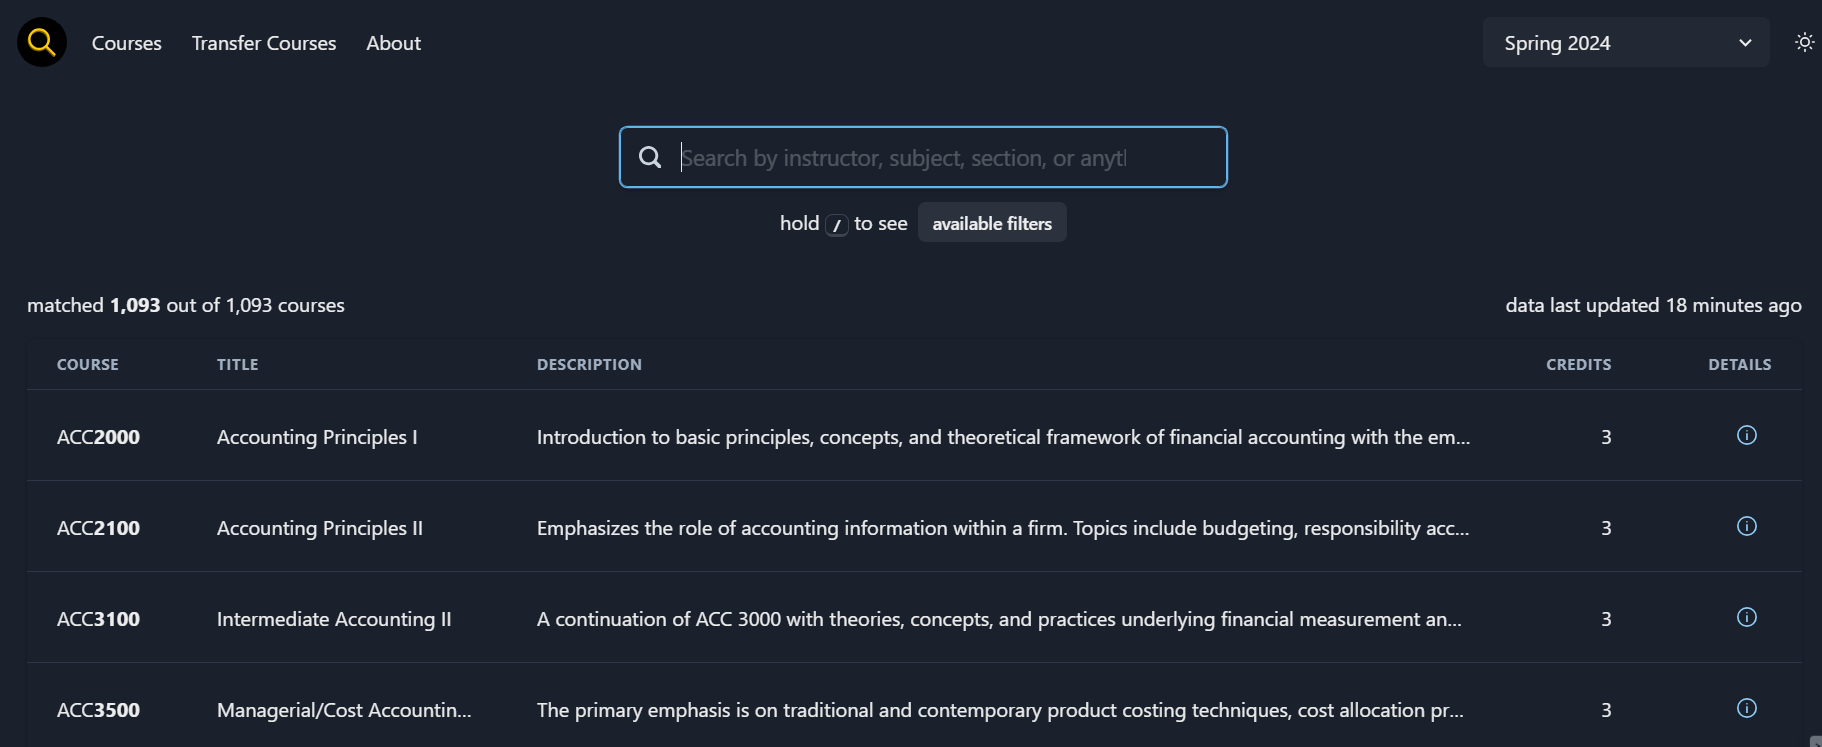 Courses Transfer Courses About Spring 2024
Search by instructor, subject, section, or anyt
hold / to see available filters
matched 1,093 out of 1,093 courses data last updated 18 minutes ago
COURSE TITLE DESCRIPTION CREDITS DETAILS
ACC2000 Accounting Principles I Introduction to basic principles, concepts, and theoretical framework of financial accounting with the em... 3
ACC2100 Accounting Principles II Emphasizes the role of accounting information within a firm. Topics include budgeting, responsibility acc... 3
ACC3100 Intermediate Accounting II A continuation of ACC 3000 with theories, concepts, and practices underlying financial measurement an... 3
ACC3500 Managerial/Cost Accountin... The primary emphasis is on traditional and contemporary product costing techniques, cost allocation pr... 3